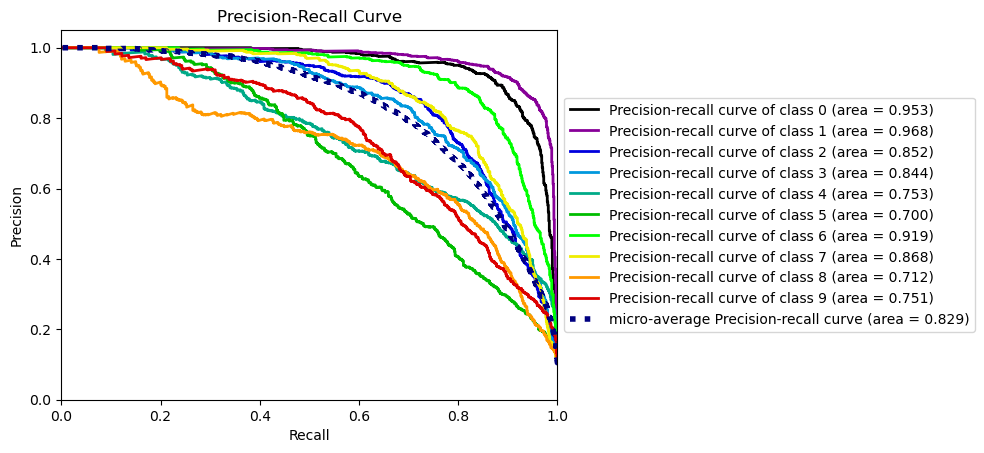 Precision-Recall Curve
1.0
0.8
0.6
0.4
0.2
0.0
Precision
0.0 0.2 0.4 0.6 0.8 1.0
Recall
Precision-recall curve of class 0 (area = 0.953)
Precision-recall curve of class 1 (area = 0.968)
Precision-recall curve of class 2 (area = 0.852)
Precision-recall curve of class 3 (area = 0.844)
Precision-recall curve of class 4 (area = 0.753)
Precision-recall curve of class 5 (area = 0.700)
Precision-recall curve of class 6 (area = 0.919)
Precision-recall curve of class 7 (area = 0.868)
Precision-recall curve of class 8 (area = 0.712)
Precision-recall curve of class 9 (area = 0.751)
micro-average Precision-recall curve (area = 0.829)